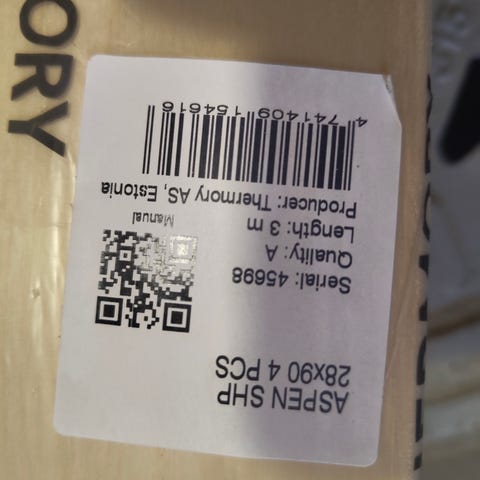 ASPEN SHP
28x90 4 PCS
Serial: 45698
Quality: A
Length: 3 m
Producer: Thermory AS, Estonia
Manual
4 741409 154616
ORY